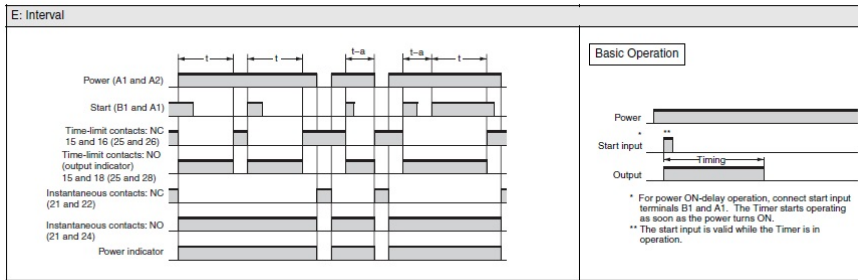 E: Interval
t
t
t–a
t–a
t
Power (A1 and A2)
Start (B1 and A1)
Time-limit contacts: NC
15 and 16 (25 and 26)
Time-limit contacts: NO
(output indicator)
15 and 18 (25 and 28)
Instantaneous contacts: NC
(21 and 22)
Instantaneous contacts: NO
(21 and 24)
Power indicator
Basic Operation
Power
* **
Start input
Timing
Output
* For power ON-delay operation, connect start input
terminals B1 and A1. The Timer starts operating
as soon as the power turns ON.
** The start input is valid while the Timer is in
operation.